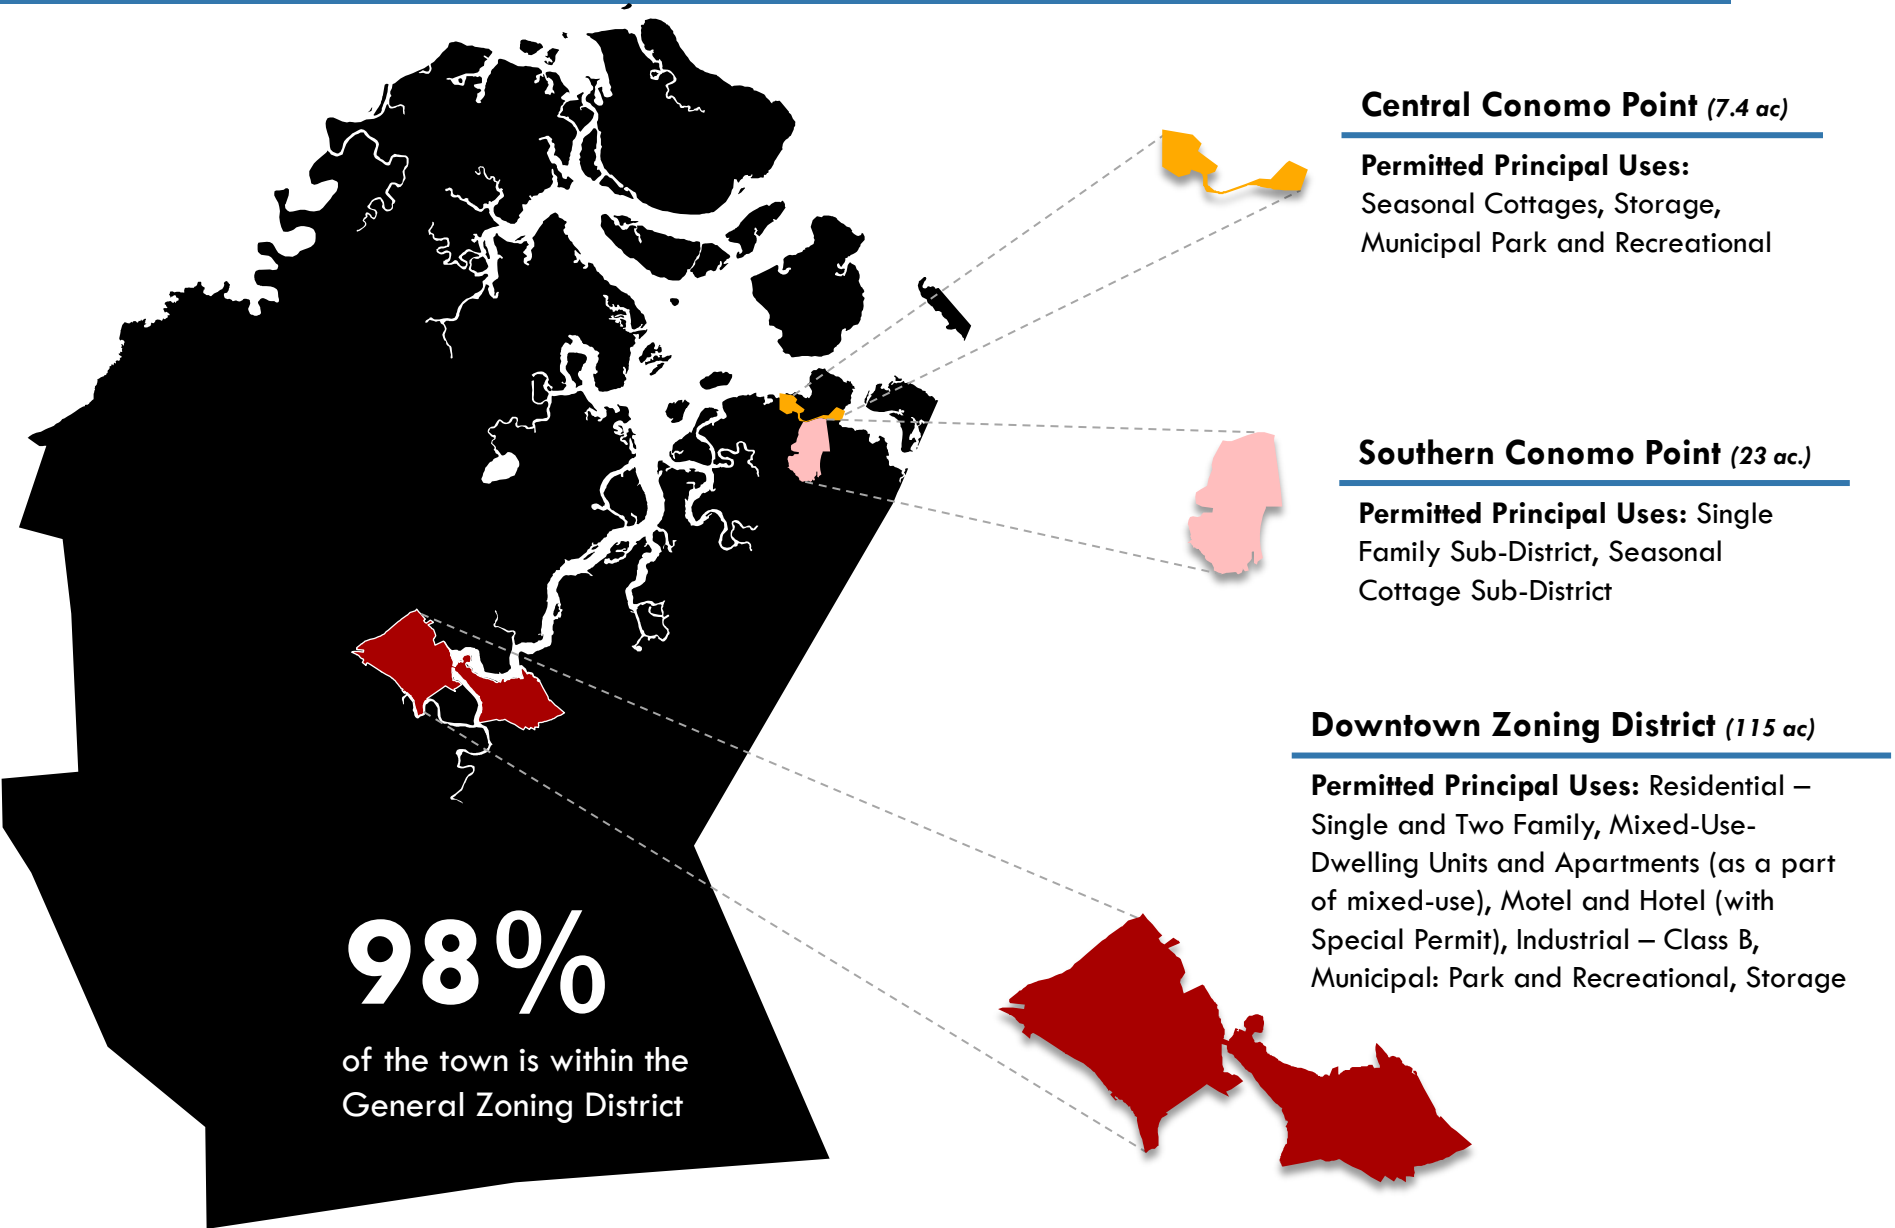 Central Conomo Point (7.4 ac)
Permitted Principal Uses:
Seasonal Cottages, Storage,
Municipal Park and Recreational
Southern Conomo Point (23 ac.)
Permitted Principal Uses: Single
Family Sub-District, Seasonal
Cottage Sub-District
Downtown Zoning District (115 ac)
Permitted Principal Uses: Residential –
Single and Two Family, Mixed-Use-
Dwelling Units and Apartments (as a part
of mixed-use), Motel and Hotel (with
Special Permit), Industrial – Class B,
Municipal: Park and Recreational, Storage
98%
of the town is within the
General Zoning District